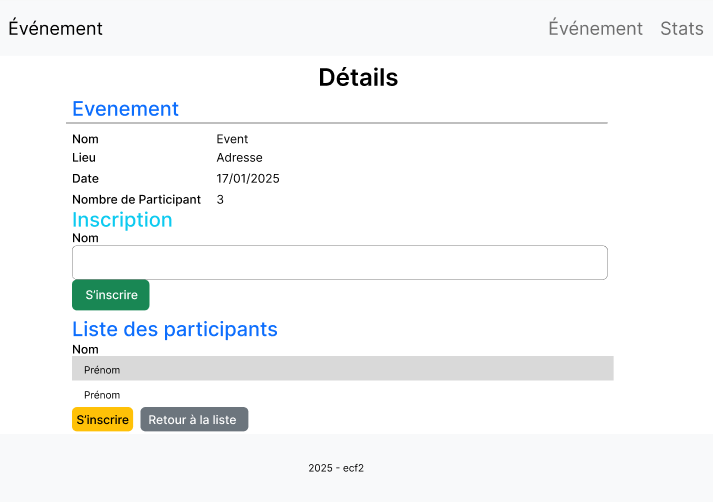 Événement Événement Stats
Détails
Evenement
Nom Event
Lieu Adresse
Date 17/01/2025
Nombre de Participant 3
Inscription
Nom
S'inscrire
Liste des participants
Nom
Prénom
Prénom
S'inscrire Retour à la liste
2025 - ecf2